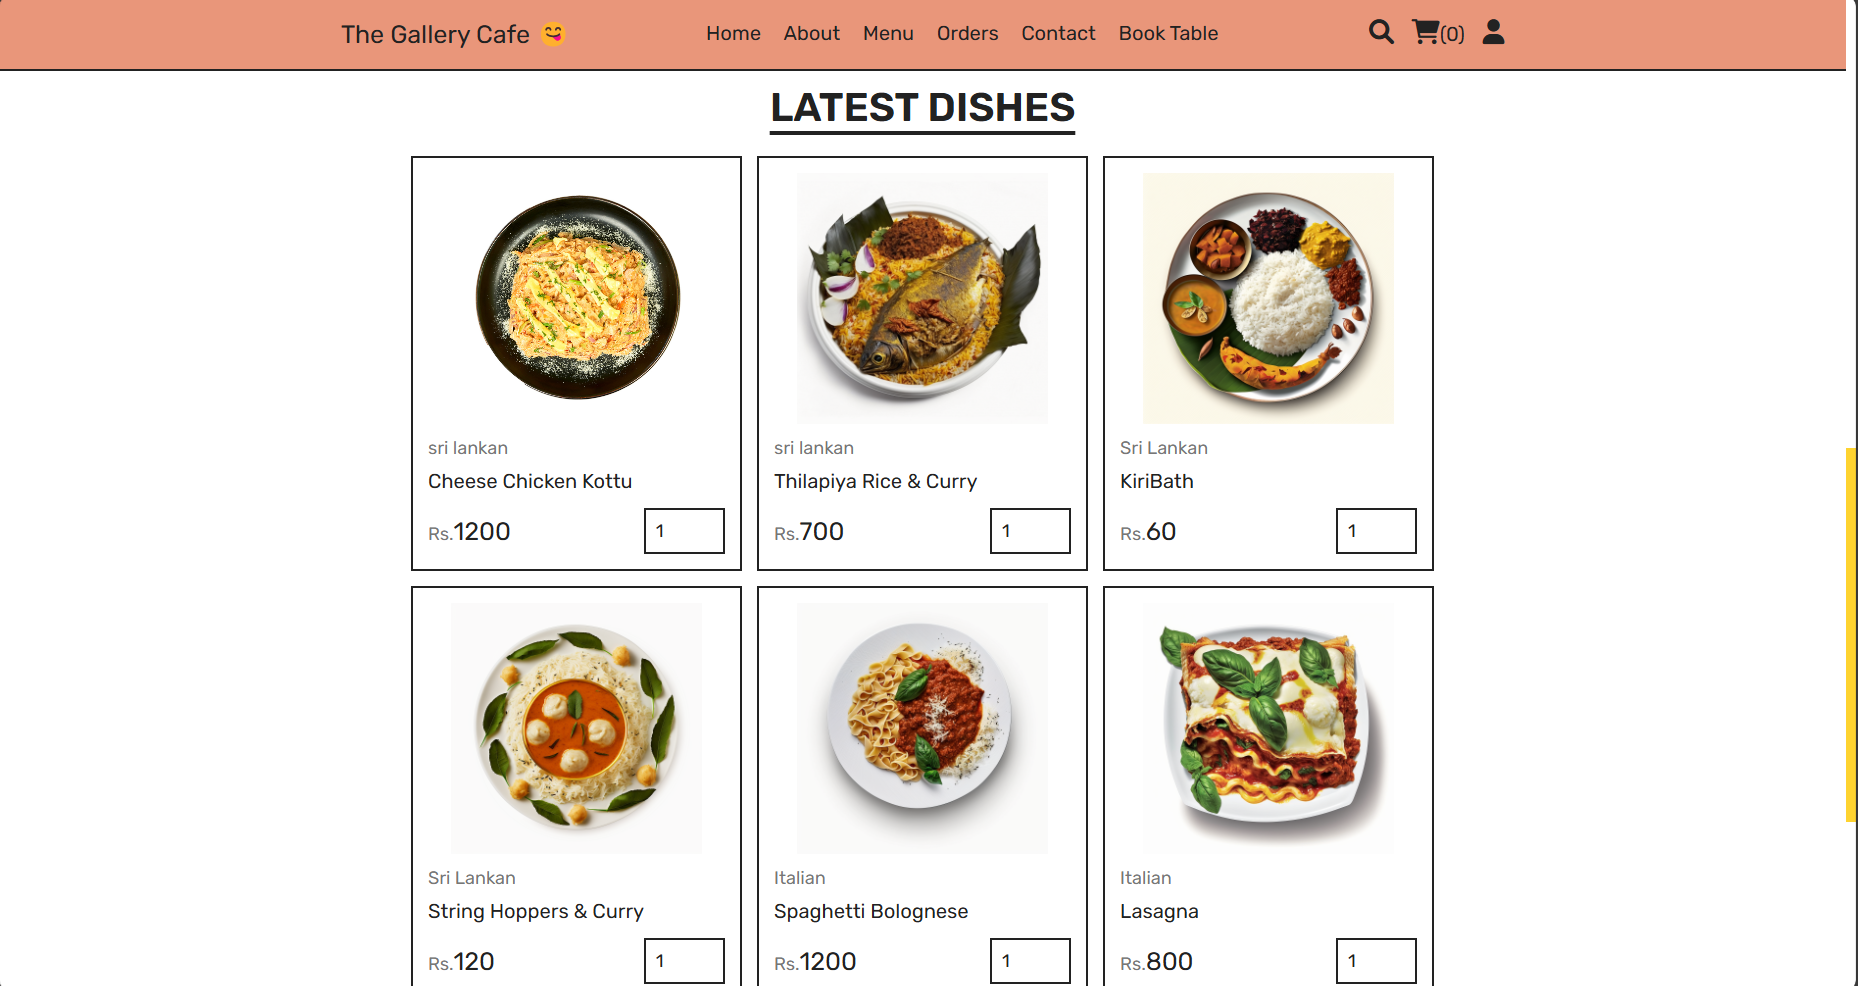 The Gallery Cafe 😋
Home About Menu Orders Contact Book Table
(0)
LATEST DISHES
sri lankan
Cheese Chicken Kottu
Rs.1200 1
sri lankan
Thilapiya Rice & Curry
Rs.700 1
Sri Lankan
KiriBath
Rs.60 1
Sri Lankan
String Hoppers & Curry
Rs.120 1
Italian
Spaghetti Bolognese
Rs.1200 1
Italian
Lasagna
Rs.800 1